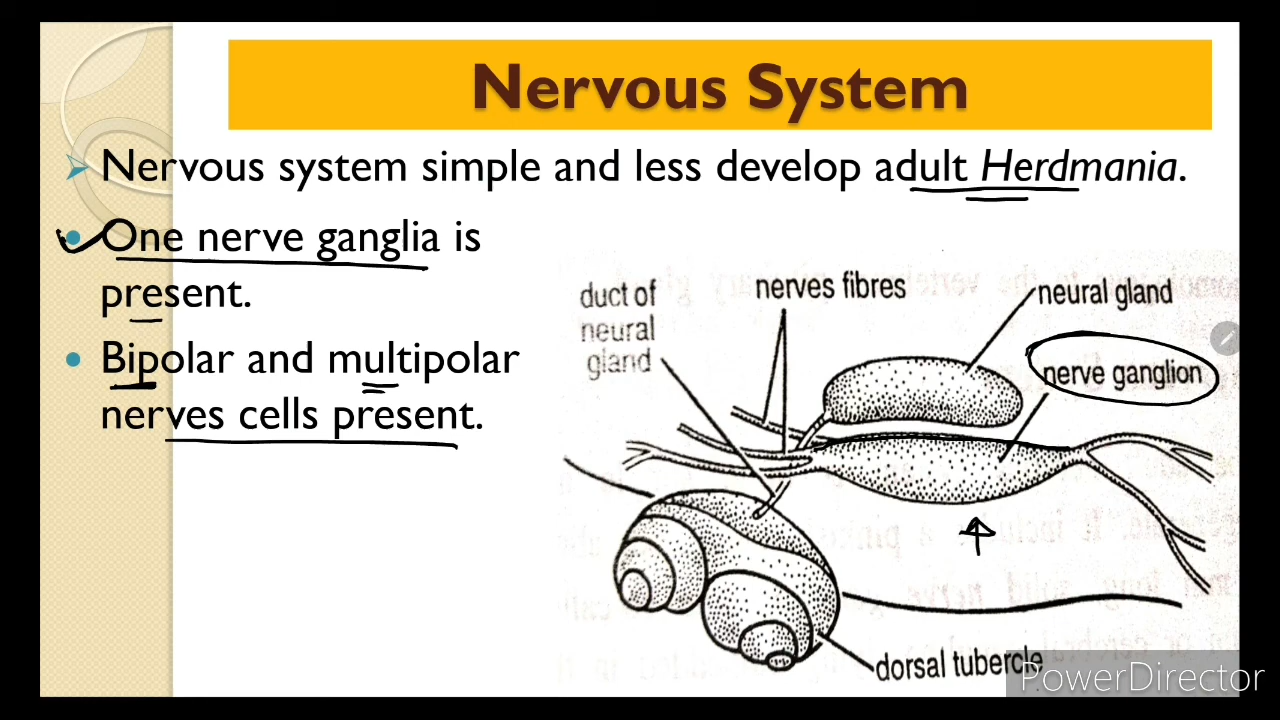 Nervous System
Nervous system simple and less develop adult Herdmania.
One nerve ganglia is
present.
Bipolar and multipolar
nerves cells present.
duct of
neural
gland
nerves fibres
neural gland
nerve ganglion
dorsal tubercle
PowerDirector